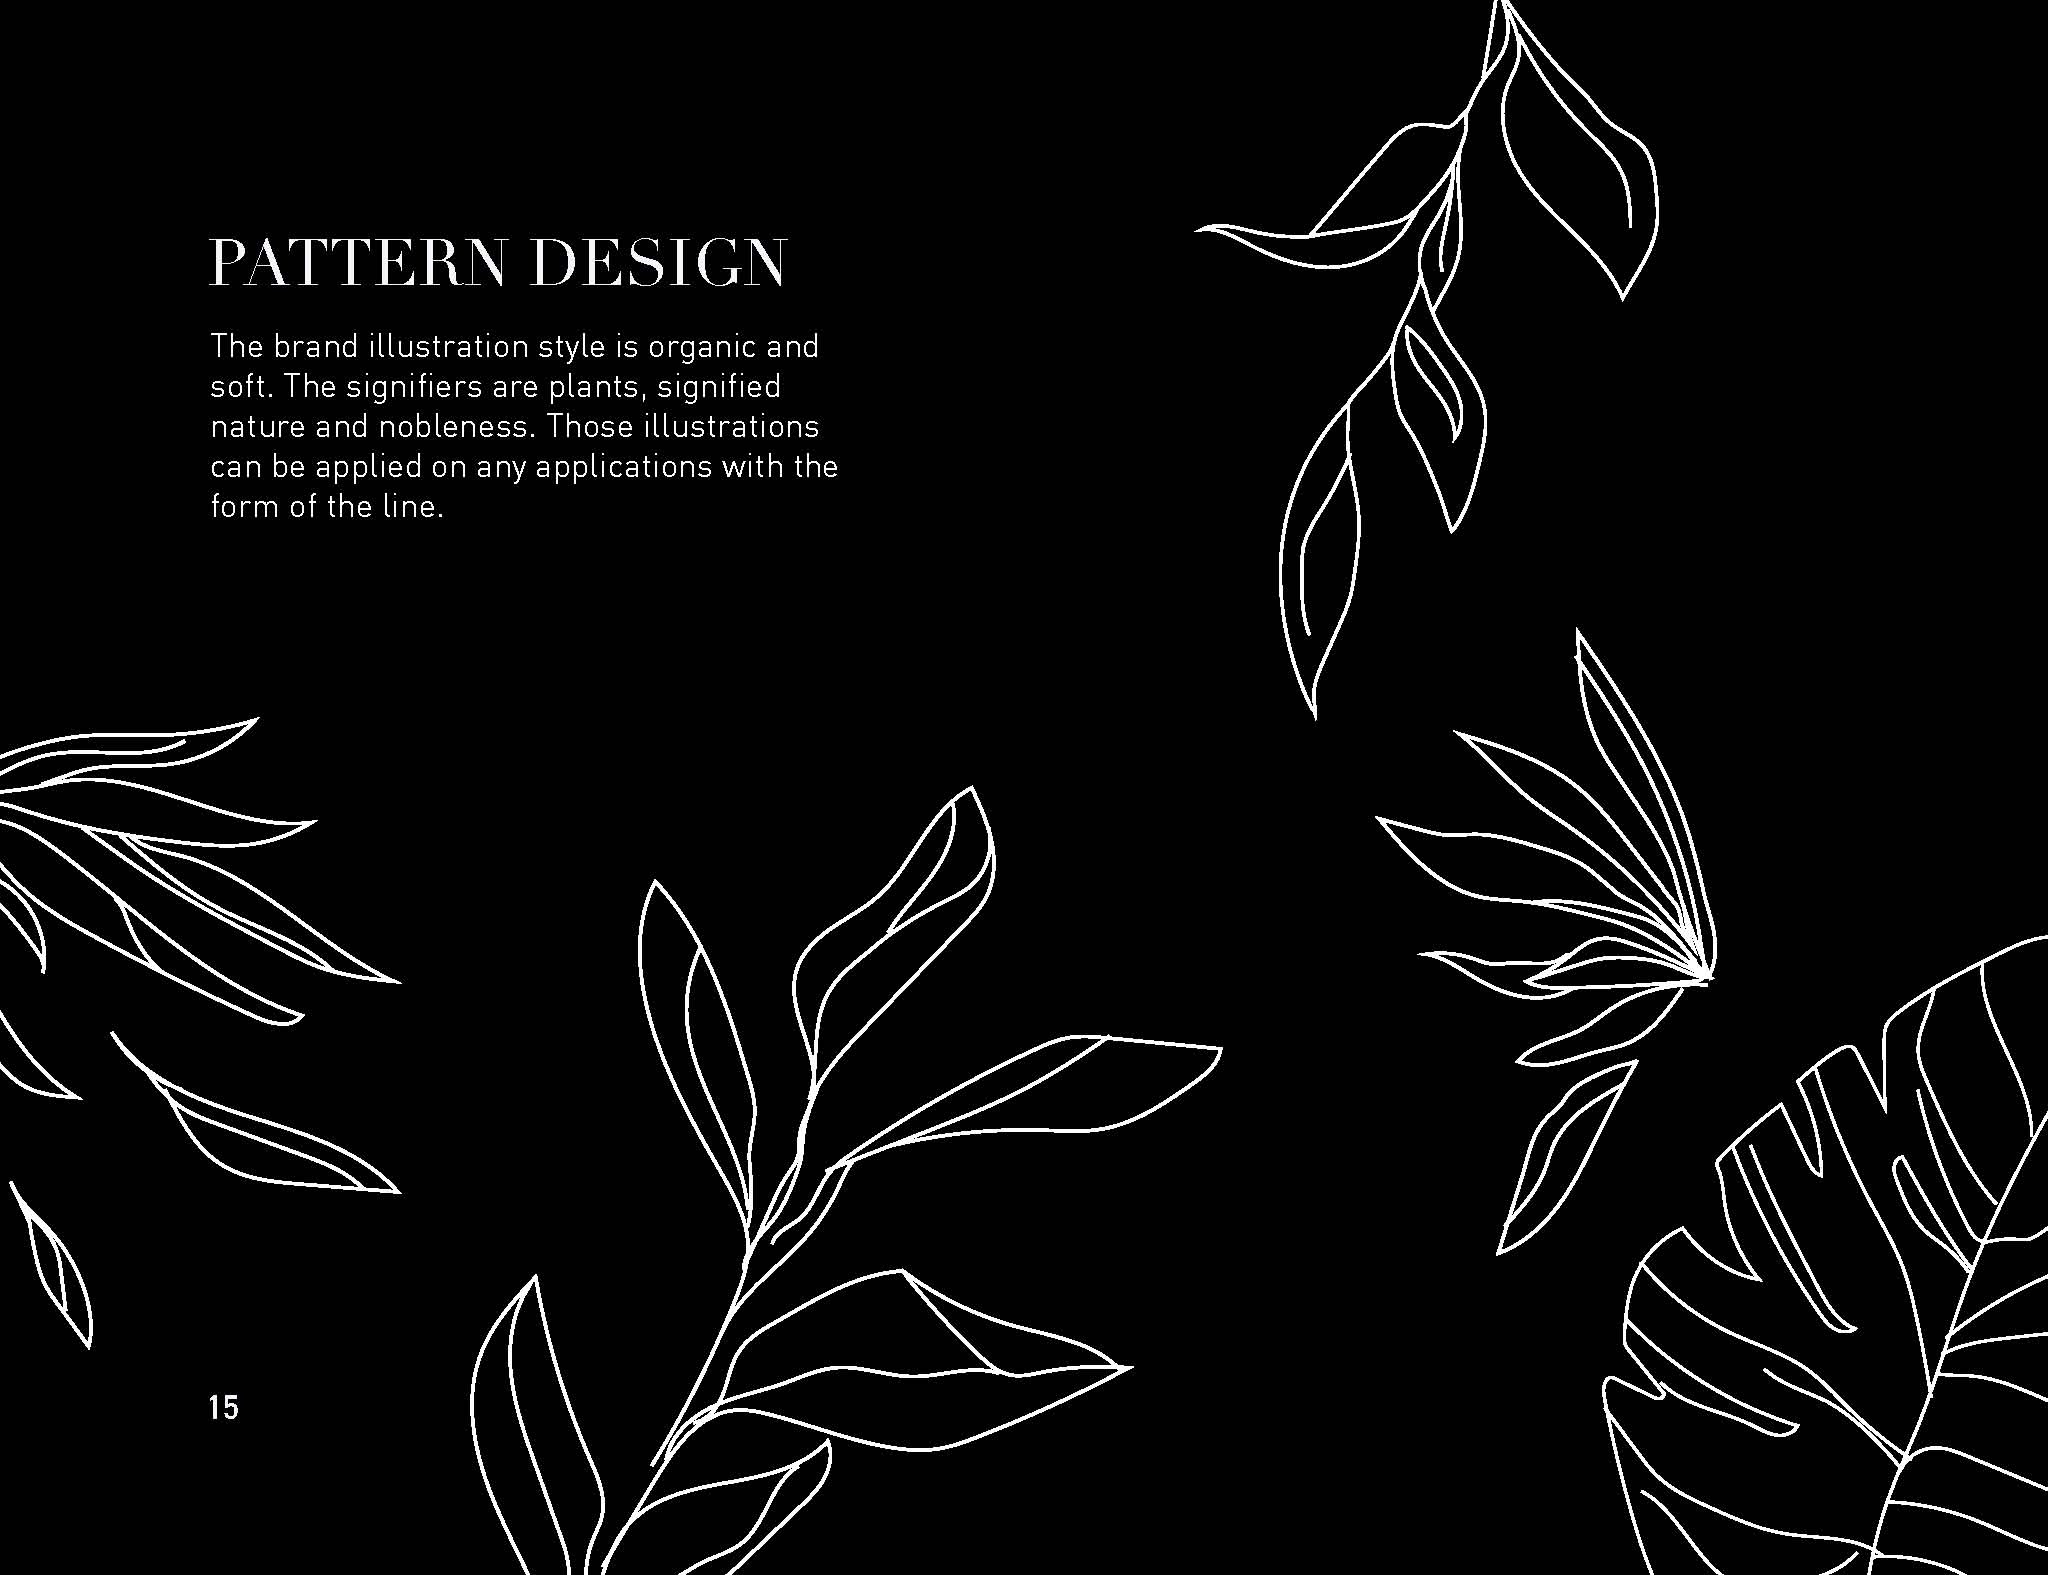 PATTERN DESIGN
The brand illustration style is organic and
soft. The signifiers are plants, signified
nature and nobleness. Those illustrations
can be applied on any applications with the
form of the line.
15